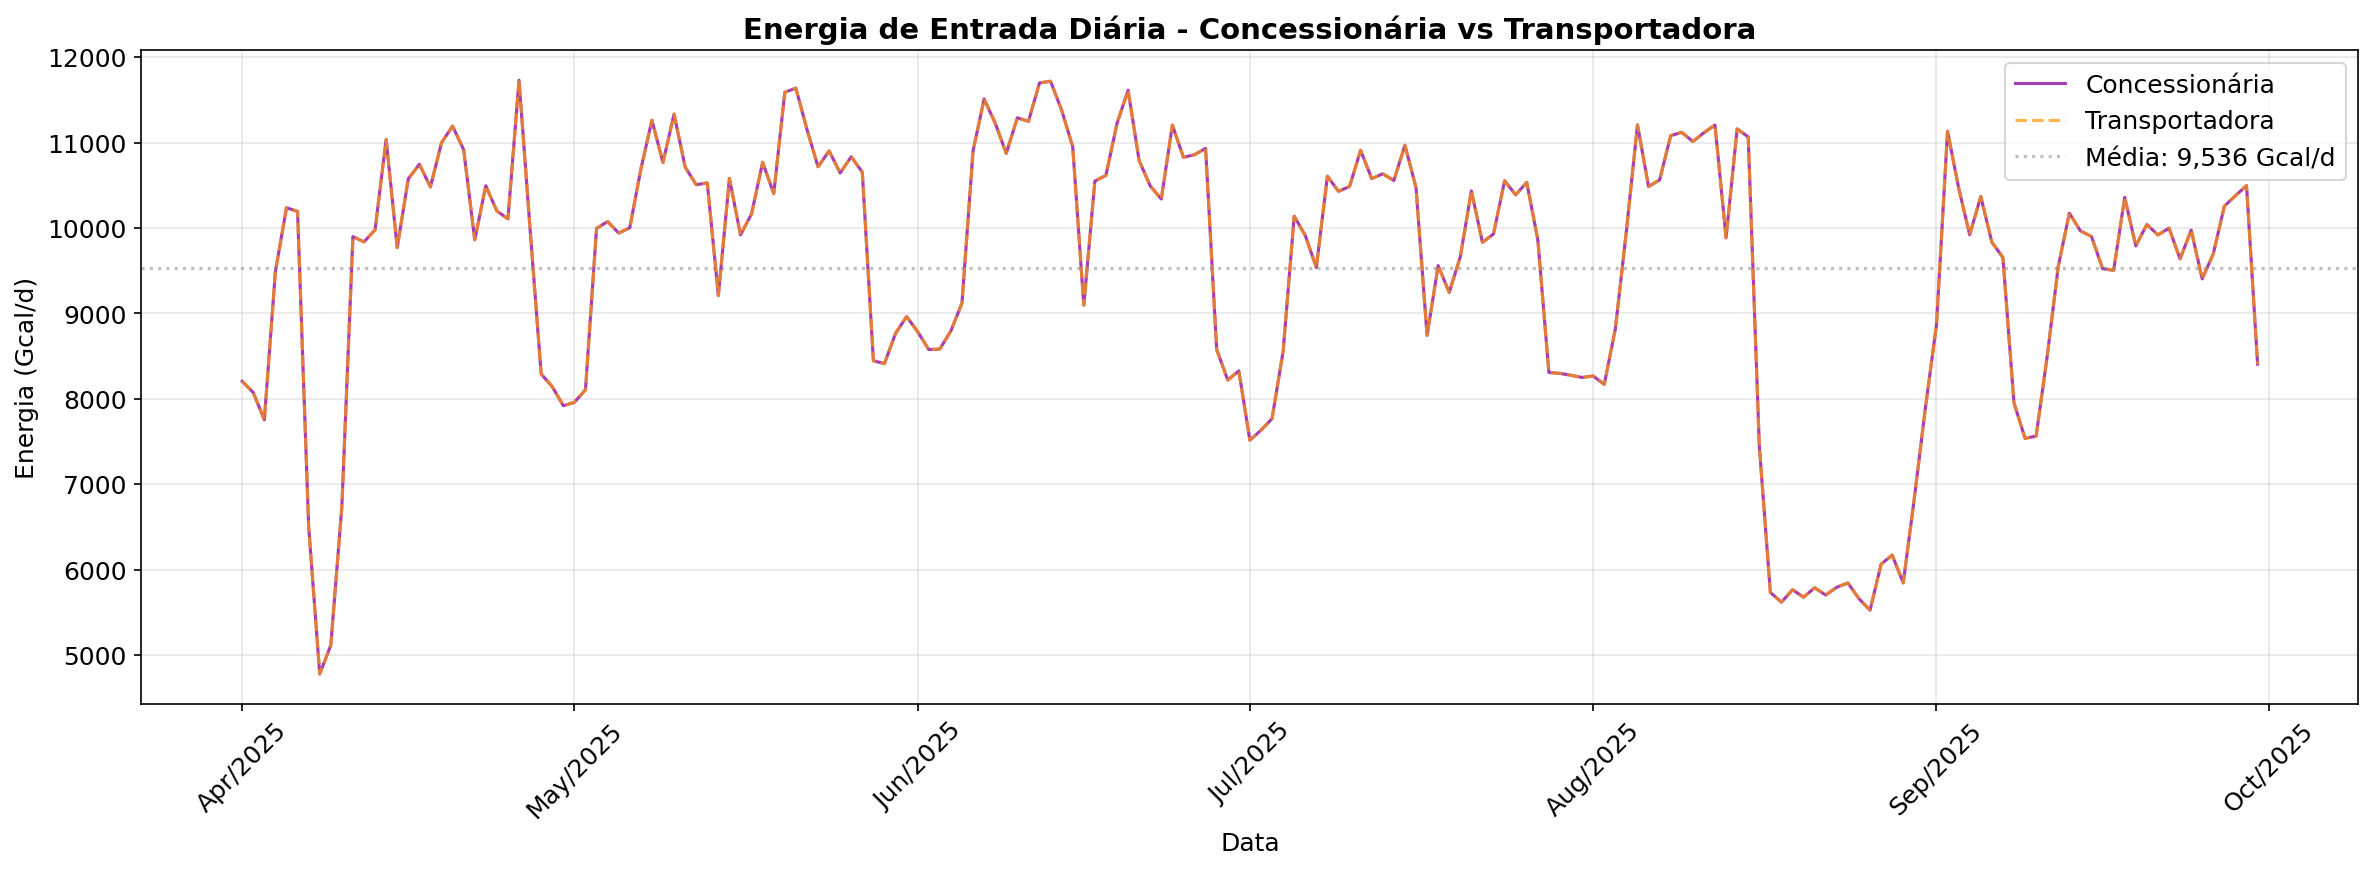 Energia de Entrada Diária - Concessionária vs Transportadora
Concessionária
Transportadora
Média: 9,536 Gcal/d
Energia (Gcal/d)
12000
11000
10000
9000
8000
7000
6000
5000
Apr/2025
May/2025
Jun/2025
Jul/2025
Aug/2025
Sep/2025
Oct/2025
Data